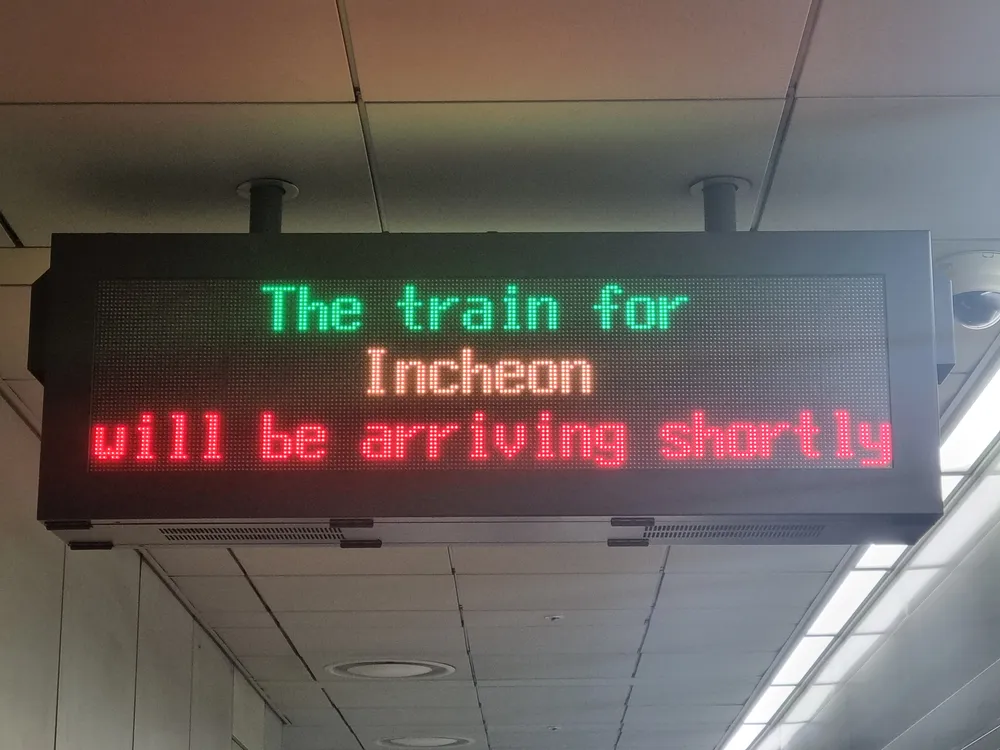 The train for
Incheon
will be arriving shortly